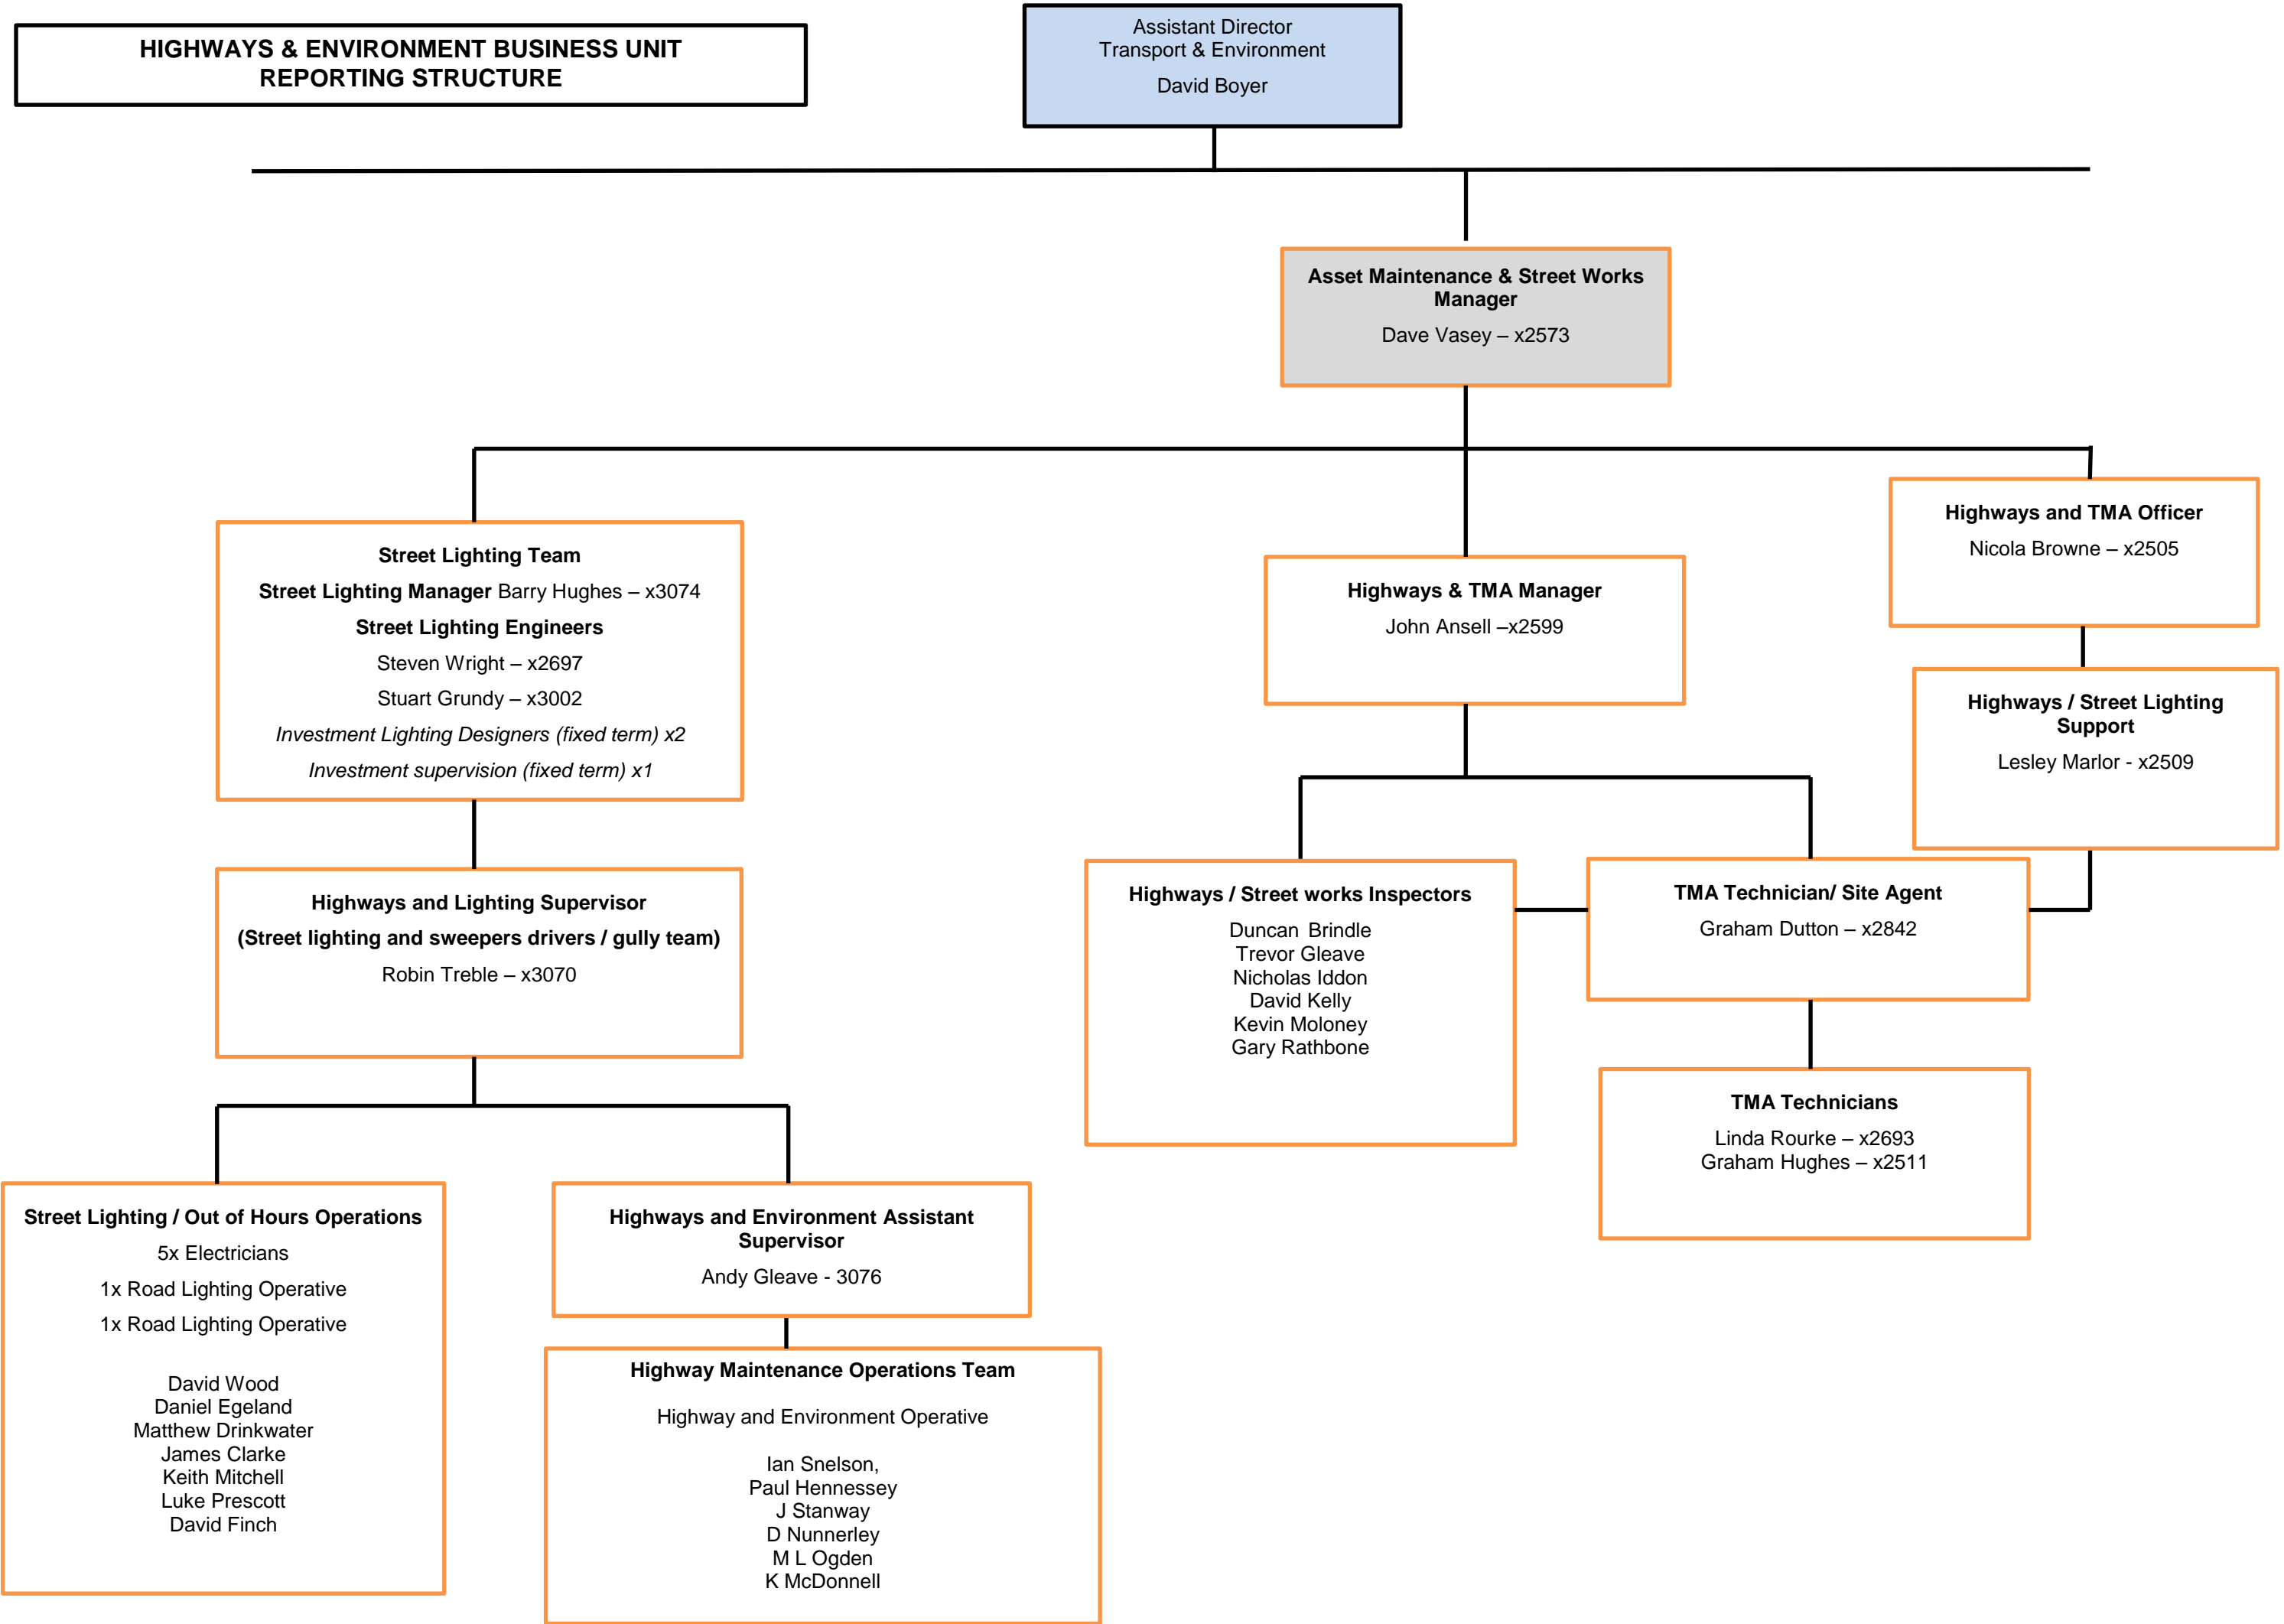 HIGHWAYS & ENVIRONMENT BUSINESS UNIT
REPORTING STRUCTURE
Assistant Director
Transport & Environment
David Boyer
Asset Maintenance & Street Works
Manager
Dave Vasey – x2573
Street Lighting Team
Street Lighting Manager Barry Hughes – x3074
Street Lighting Engineers
Steven Wright – x2697
Stuart Grundy – x3002
Investment Lighting Designers (fixed term) x2
Investment supervision (fixed term) x1
Highways & TMA Manager
John Ansell –x2599
Highways and TMA Officer
Nicola Browne – x2505
Highways / Street Lighting
Support
Lesley Marlor - x2509
Highways and Lighting Supervisor
(Street lighting and sweepers drivers / gully team)
Robin Treble – x3070
Highways / Street works Inspectors
Duncan Brindle
Trevor Gleave
Nicholas Iddon
David Kelly
Kevin Moloney
Gary Rathbone
TMA Technician/ Site Agent
Graham Dutton – x2842
TMA Technicians
Linda Rourke – x2693
Graham Hughes – x2511
Street Lighting / Out of Hours Operations
5x Electricians
1x Road Lighting Operative
1x Road Lighting Operative
David Wood
Daniel Egeland
Matthew Drinkwater
James Clarke
Keith Mitchell
Luke Prescott
David Finch
Highways and Environment Assistant
Supervisor
Andy Gleave - 3076
Highway Maintenance Operations Team
Highway and Environment Operative
Ian Snelson,
Paul Hennessey
J Stanway
D Nunnerley
M L Ogden
K McDonnell